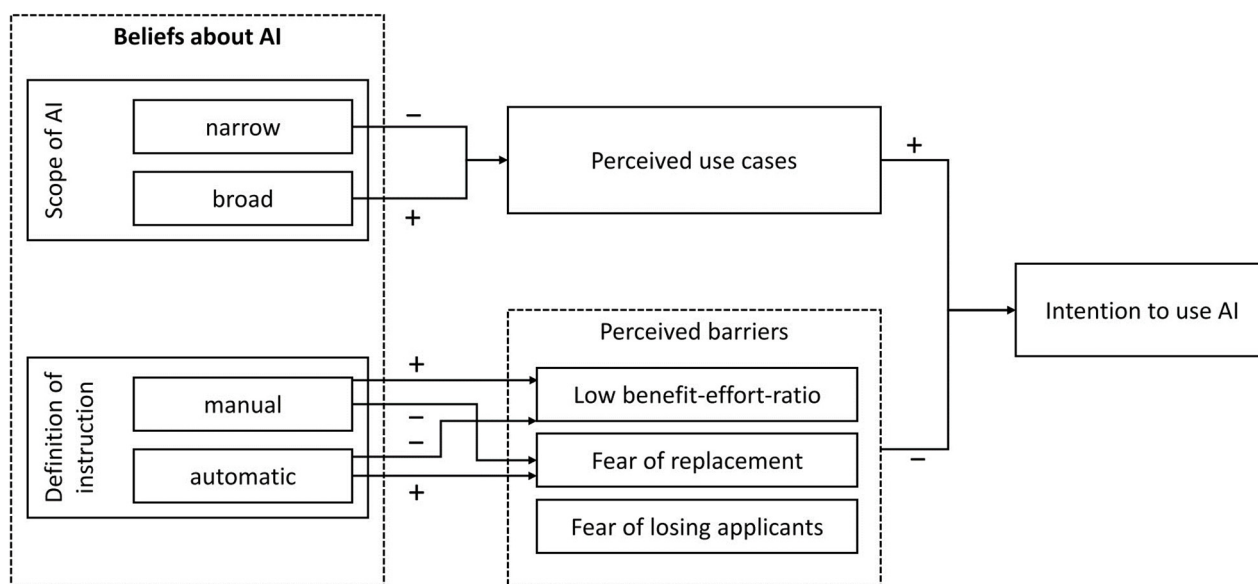 Beliefs about AI
Scope of AI
narrow
−
broad
+
Perceived use cases
+
Intention to use AI
Definition of
instruction
manual
+
−
automatic
−
+
Perceived barriers
Low benefit-effort-ratio
Fear of replacement
Fear of losing applicants
−